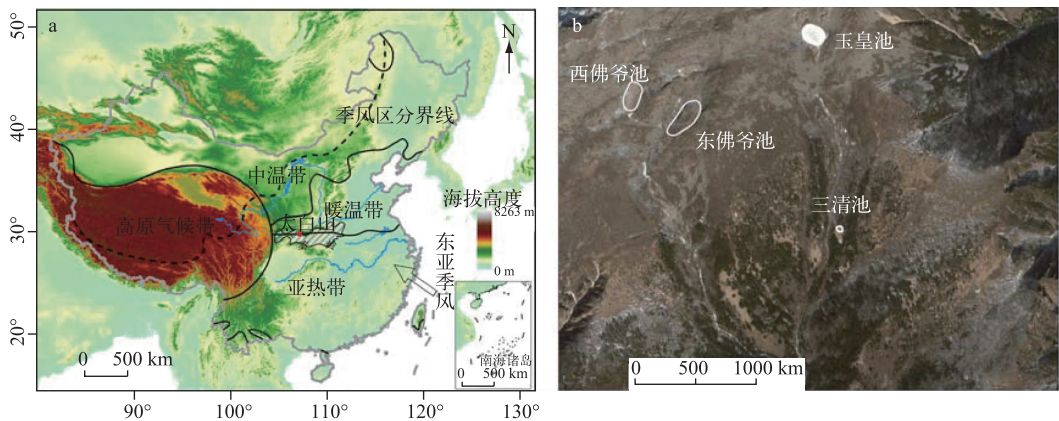 a
50°
40°
30°
20°
90°
100°
110°
120°
130°
N
季风区分界线
中温带
暖温带
高原气候带
太白山
亚热带
海拔高度
8263 m
0 m
东亚季风
0 500 km
南海诸岛
0 500 km
b
玉皇池
西佛爷池
东佛爷池
三清池
0 500 1000 km